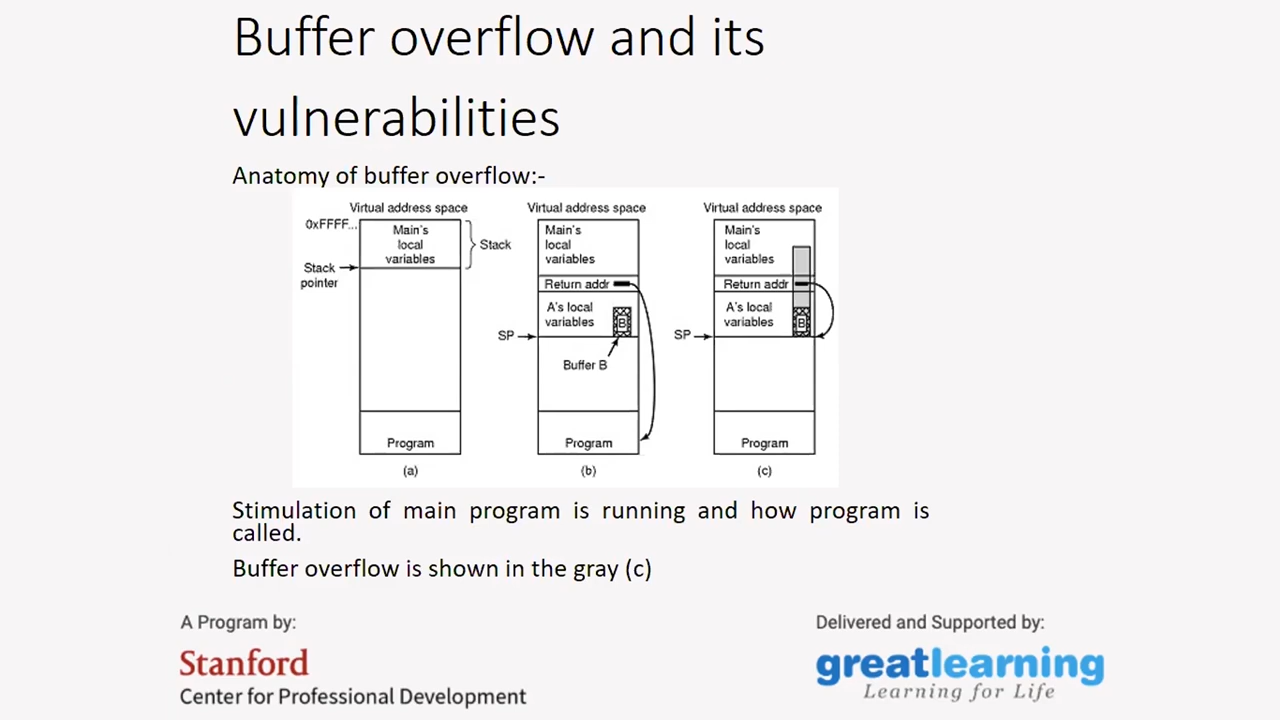 Buffer overflow and its
vulnerabilities
Anatomy of buffer overflow:-
Virtual address space
0xFFFF...
Main's
local
variables
Stack
Stack
pointer
Program
(a)
Virtual address space
Main's
local
variables
Return addr
A's local
variables
B
SP
Buffer B
Program
(b)
Virtual address space
Main's
local
variables
Return addr
A's local
variables
B
SP
Program
(c)
Stimulation of main program is running and how program is
called.
Buffer overflow is shown in the gray (c)
A Program by:
Stanford
Center for Professional Development
Delivered and Supported by:
greatlearning
Learning for Life